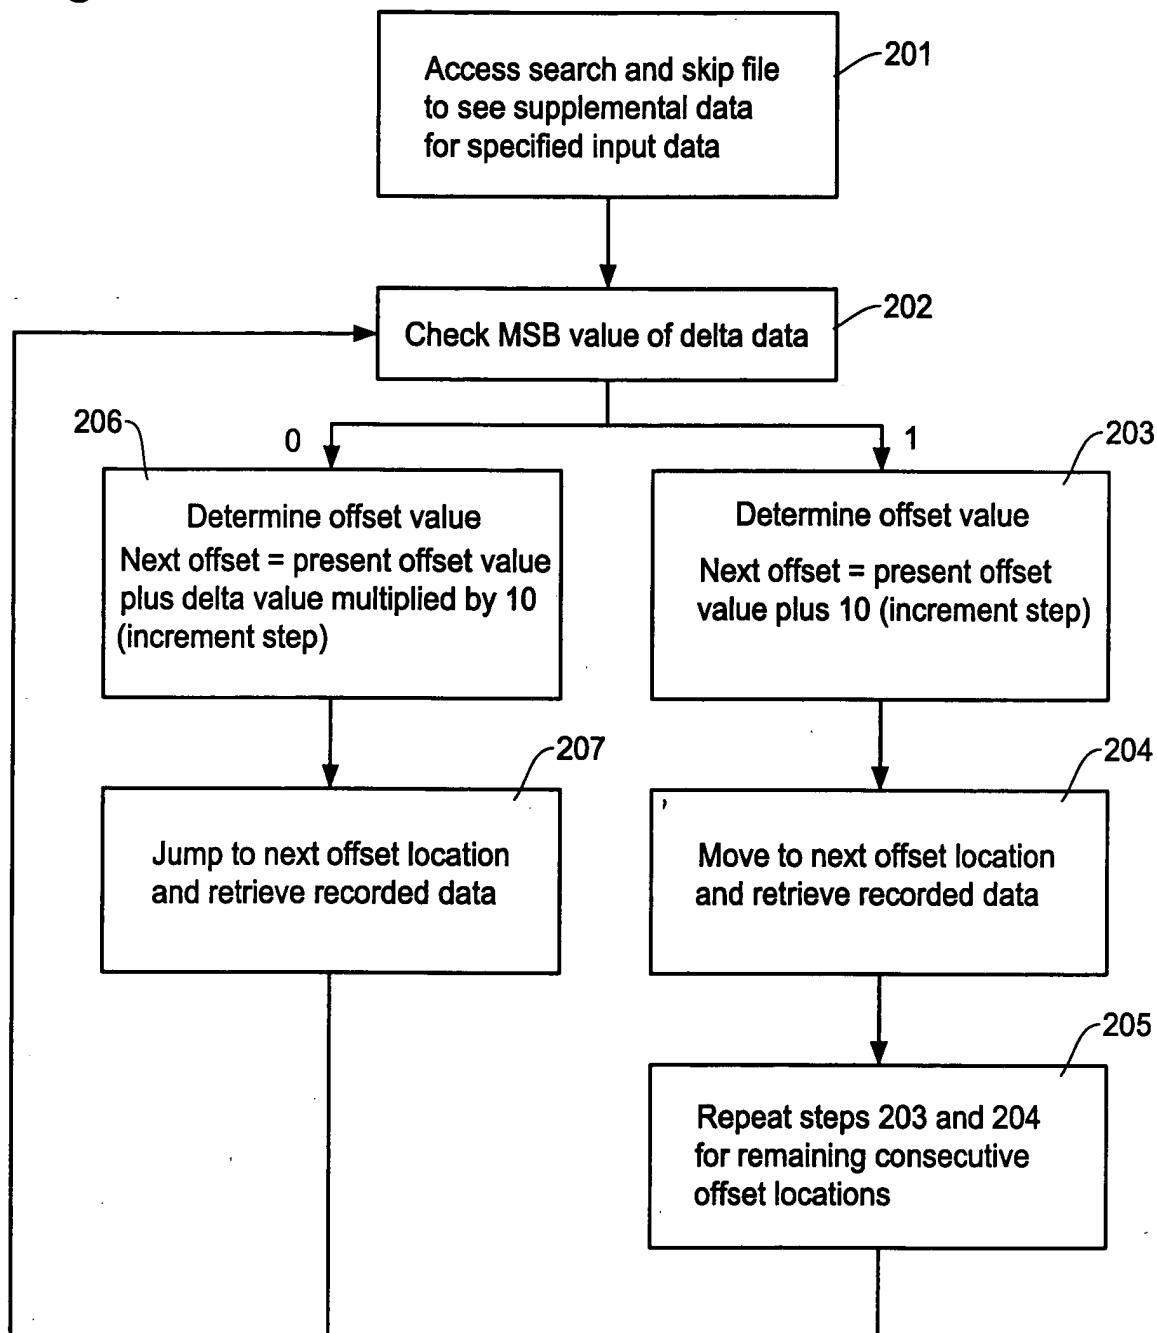 Access search and skip file
to see supplemental data
for specified input data
201
Check MSB value of delta data
202
206
0
1
203
Determine offset value
Next offset = present offset value
plus delta value multiplied by 10
(increment step)
Determine offset value
Next offset = present offset
value plus 10 (increment step)
207
204
Jump to next offset location
and retrieve recorded data
Move to next offset location
and retrieve recorded data
205
Repeat steps 203 and 204
for remaining consecutive
offset locations